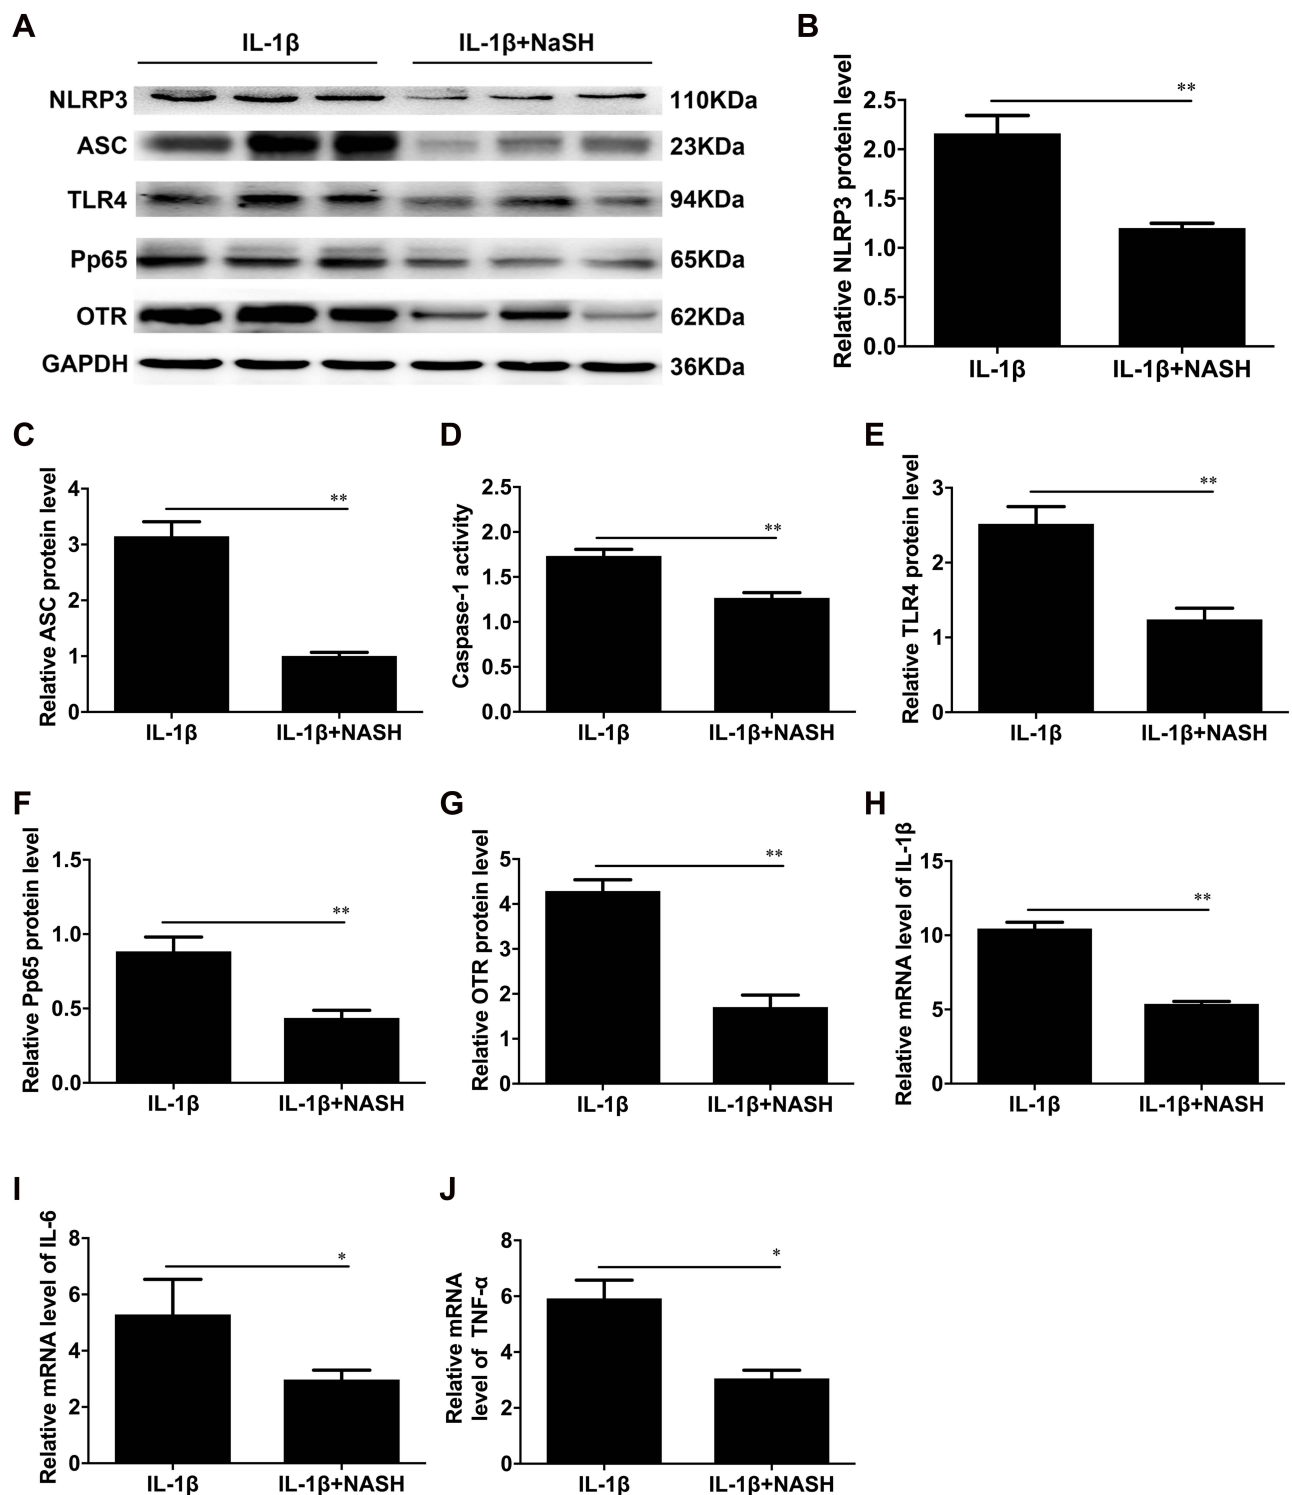 A
IL-1β
IL-1β+NaSH
NLRP3
110KDa
ASC
23KDa
TLR4
94KDa
Pp65
65KDa
OTR
62KDa
GAPDH
36KDa
B
Relative NLRP3 protein level
2.5
2.0
1.5
1.0
0.5
0.0
**
IL-1β
IL-1β+NASH
C
Relative ASC protein level
4
3
2
1
0
**
IL-1β
IL-1β+NASH
D
Caspase-1 activity
2.5
2.0
1.5
1.0
0.5
0.0
**
IL-1β
IL-1β+NASH
E
Relative TLR4 protein level
3
2
1
0
**
IL-1β
IL-1β+NASH
F
Relative Pp65 protein level
1.5
1.0
0.5
0.0
**
IL-1β
IL-1β+NASH
G
Relative OTR protein level
5
4
3
2
1
0
**
IL-1β
IL-1β+NASH
H
Relative mRNA level of IL-1β
15
10
5
0
**
IL-1β
IL-1β+NASH
I
Relative mRNA level of IL-6
8
6
4
2
0
*
IL-1β
IL-1β+NASH
J
Relative mRNA
level of TNF-α
8
6
4
2
0
*
IL-1β
IL-1β+NASH